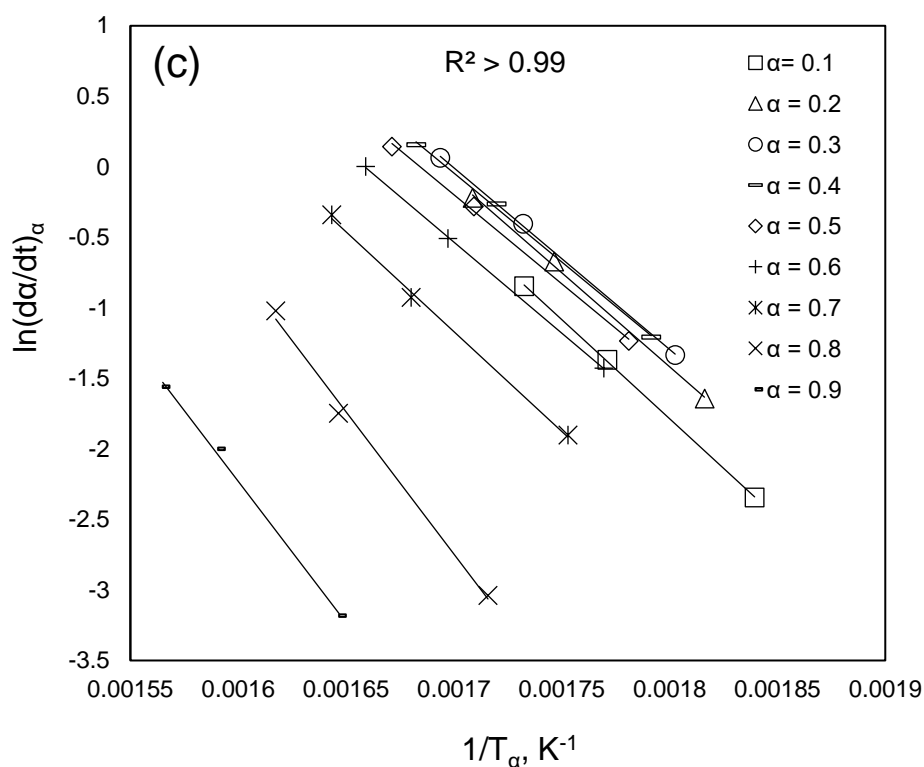 (c)
R² > 0.99
α= 0.1
α = 0.2
α = 0.3
α = 0.4
α = 0.5
α = 0.6
α = 0.7
α = 0.8
α = 0.9
1
0.5
0
-0.5
-1
-1.5
-2
-2.5
-3
-3.5
ln(dα/dt)α
0.00155 0.0016 0.00165 0.0017 0.00175 0.0018 0.00185 0.0019
1/Tα, K⁻¹